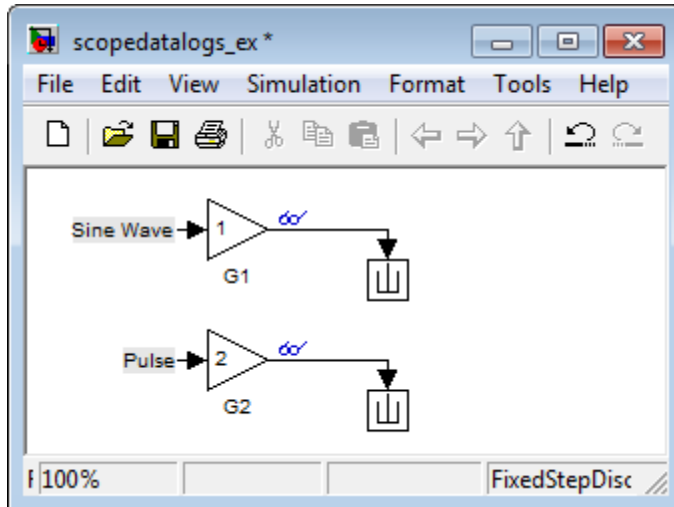 scopedatalogs_ex *
File Edit View Simulation Format Tools Help
Sine Wave
1
G1
Pulse
2
G2
100%
FixedStepDisc